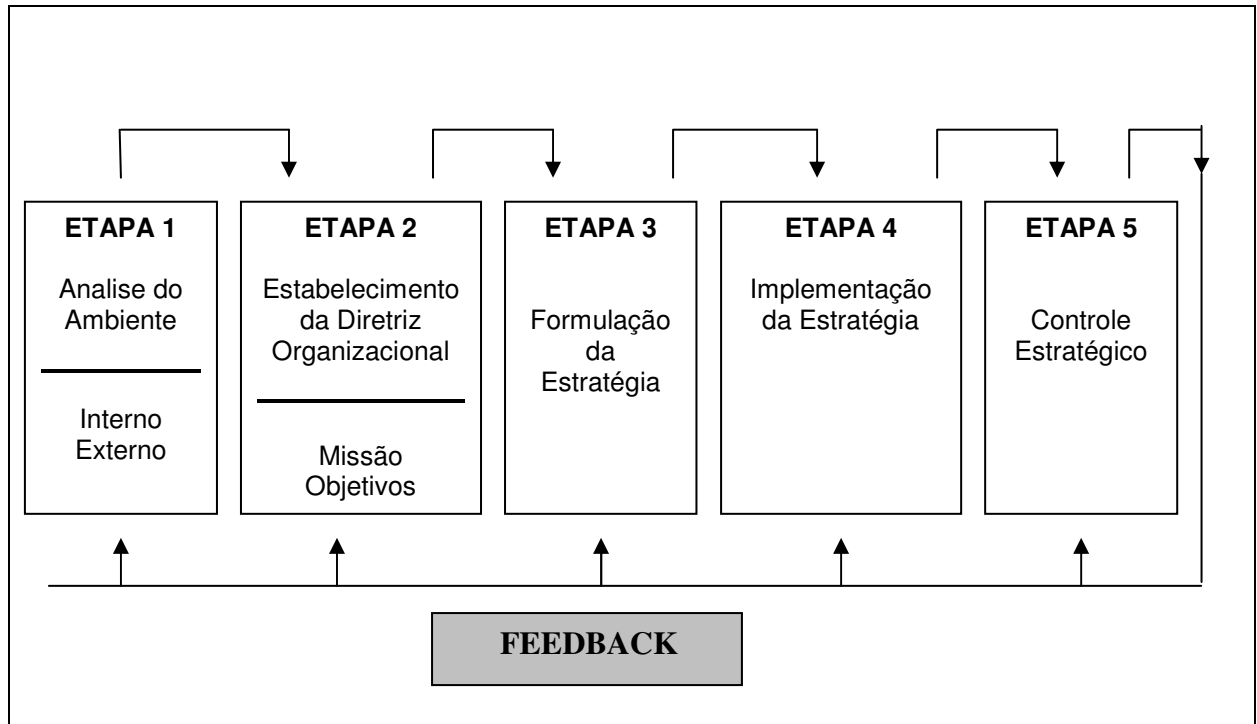 ETAPA 1
Analise do
Ambiente
Interno
Externo
ETAPA 2
Estabelecimento
da Diretriz
Organizacional
Missão
Objetivos
ETAPA 3
Formulação
da
Estratégia
ETAPA 4
Implementação
da Estratégia
ETAPA 5
Controle
Estratégico
FEEDBACK